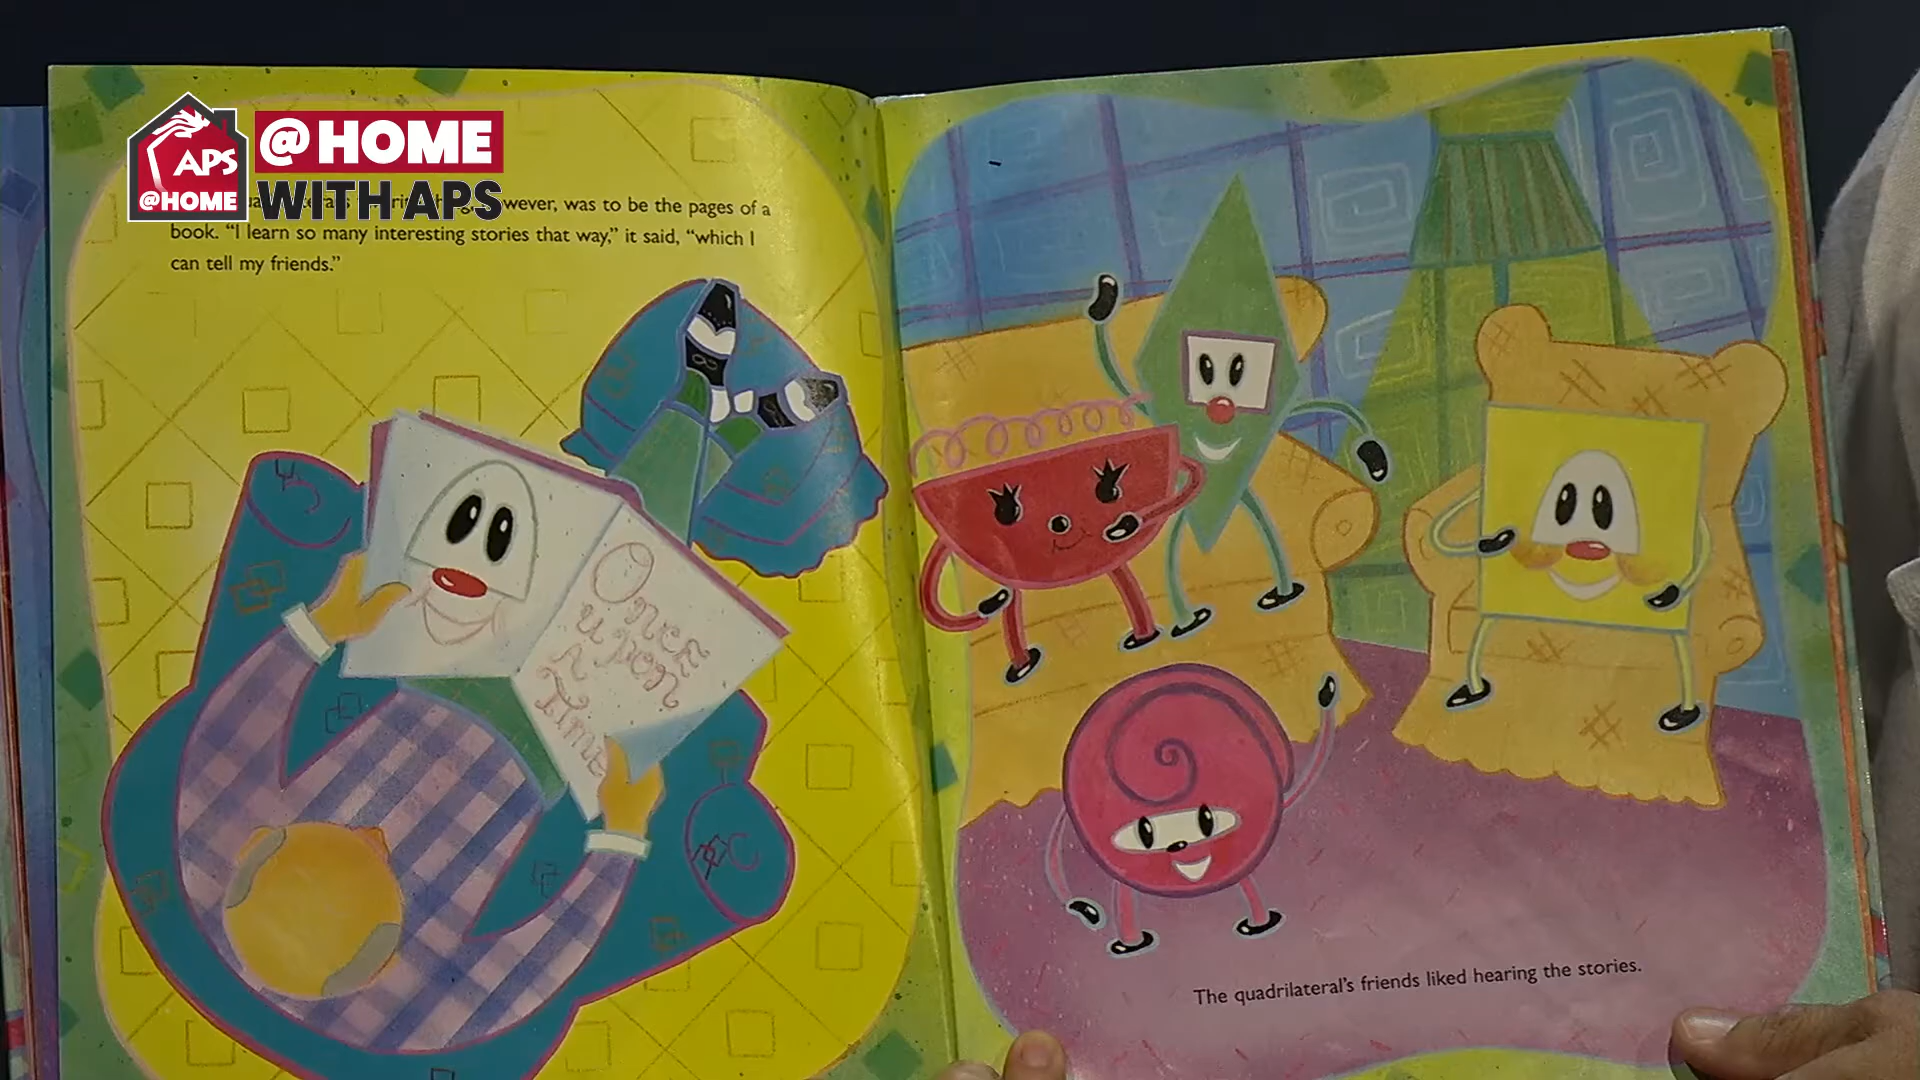 @HOME
WITH APS
APS
@HOME
wever, was to be the pages of a
book. “I learn so many interesting stories that way,” it said, “which I
can tell my friends.”
Once
upon
a
Time
The quadrilateral’s friends liked hearing the stories.